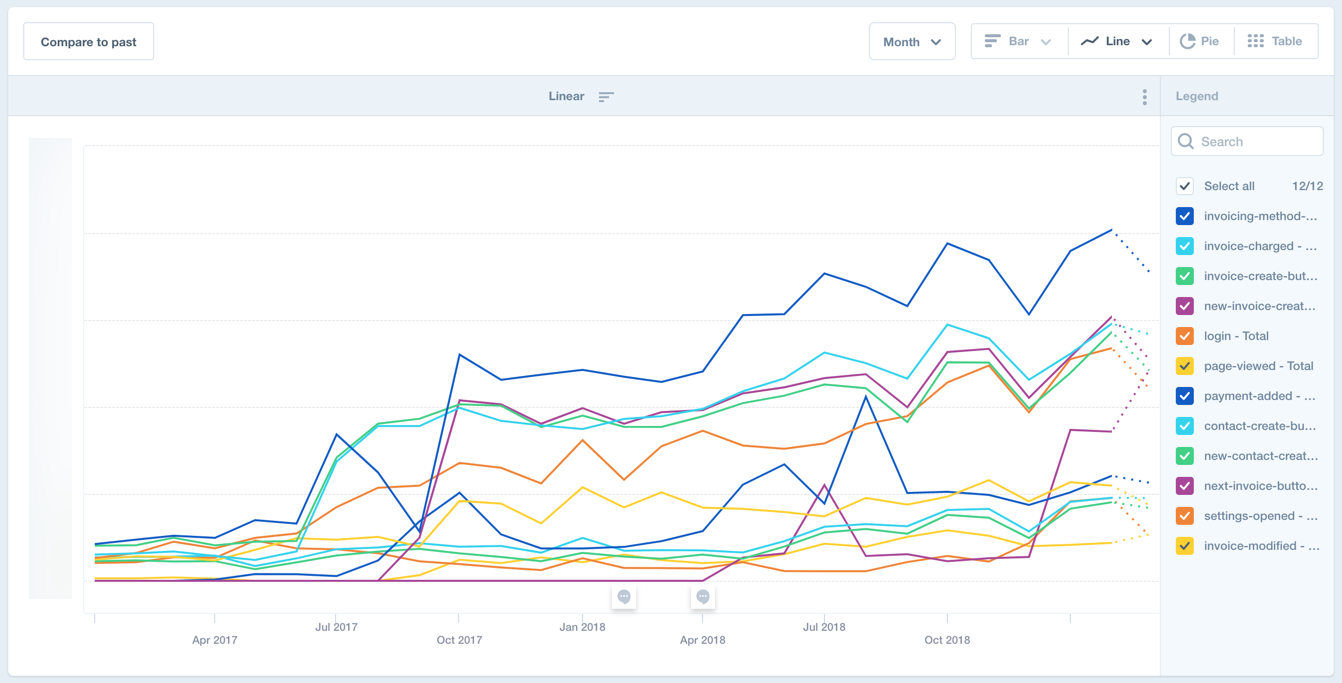 Compare to past
Month
Bar
Line
Pie
Table
Linear
Legend
Search
Select all 12/12
invoicing-method-...
invoice-charged - ...
invoice-create-but...
new-invoice-creat...
login - Total
page-viewed - Total
payment-added - ...
contact-create-bu...
new-contact-creat...
next-invoice-butto...
settings-opened - ...
invoice-modified - ...
Apr 2017
Jul 2017
Oct 2017
Jan 2018
Apr 2018
Jul 2018
Oct 2018